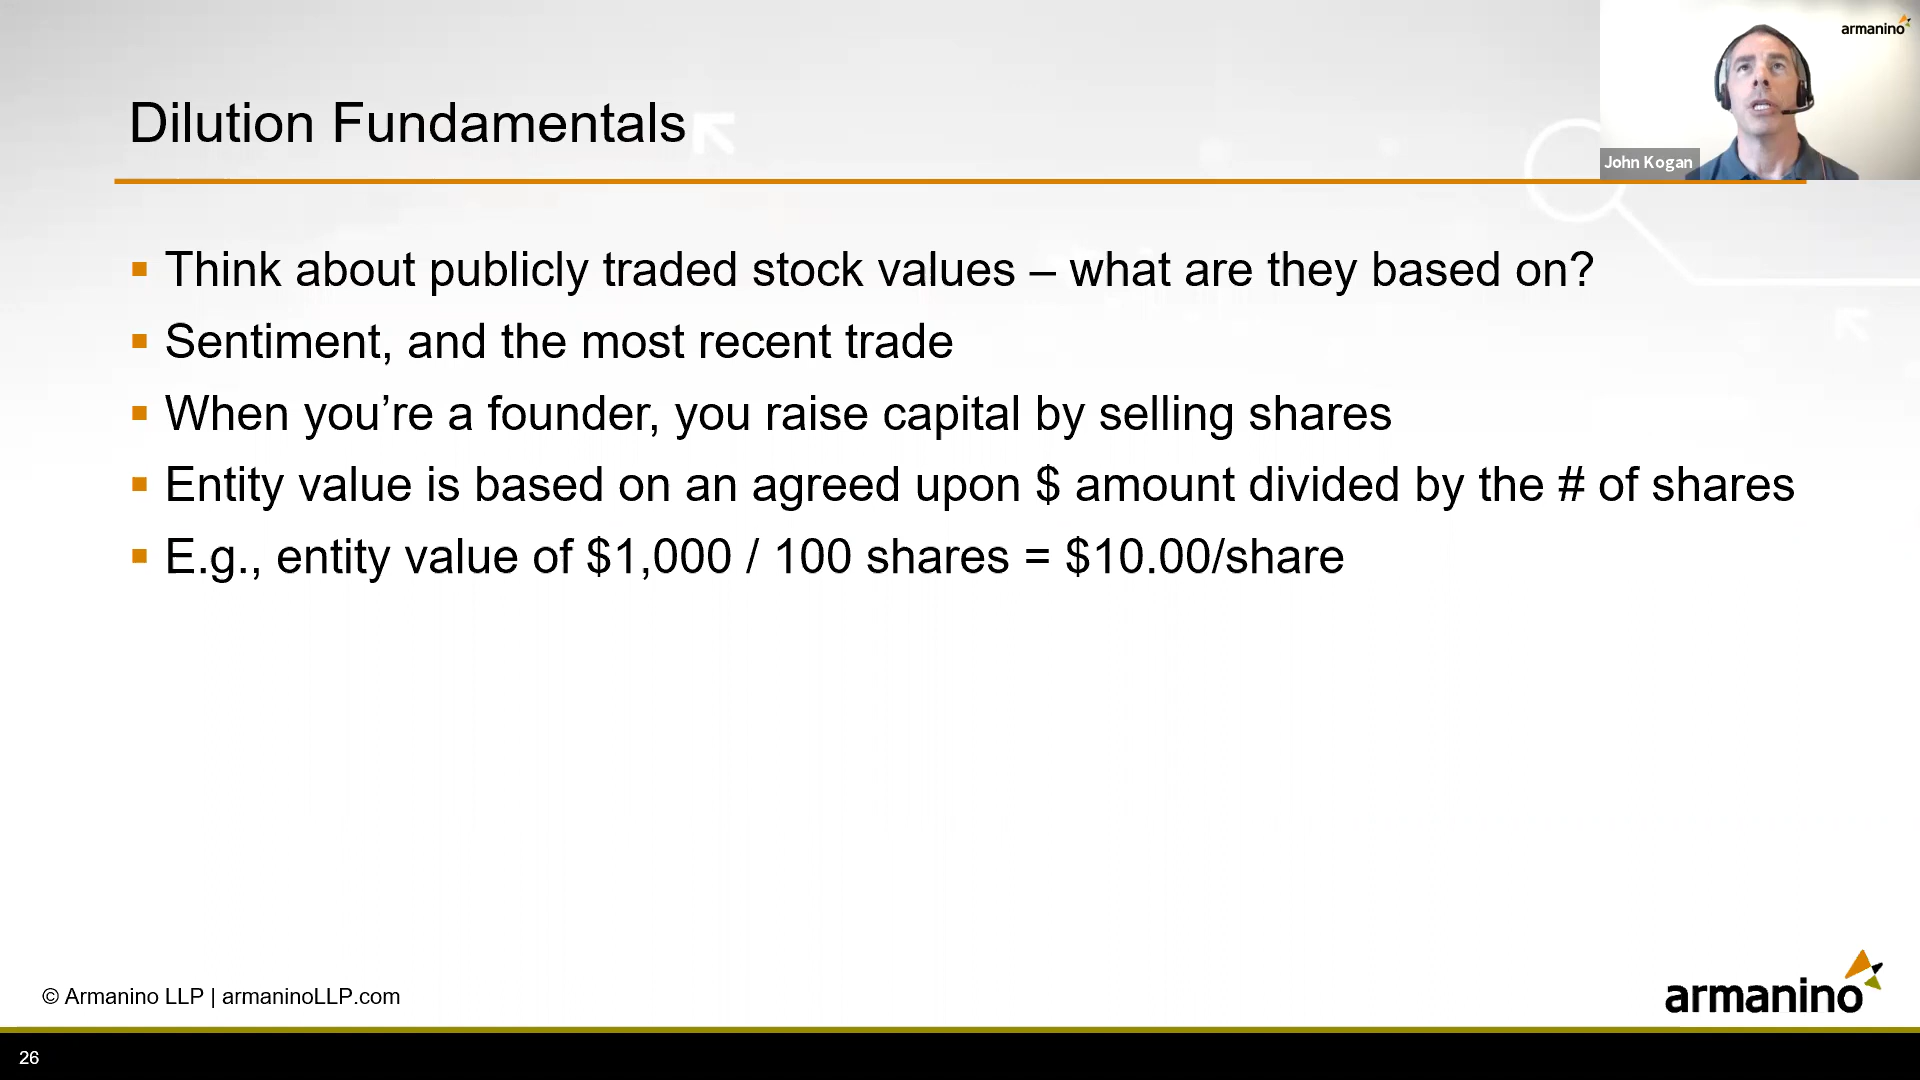 armanino
Dilution Fundamentals
John Kogan
▪ Think about publicly traded stock values – what are they based on?
▪ Sentiment, and the most recent trade
▪ When you’re a founder, you raise capital by selling shares
▪ Entity value is based on an agreed upon $ amount divided by the # of shares
▪ E.g., entity value of $1,000 / 100 shares = $10.00/share
© Armanino LLP | armaninoLLP.com
armanino
26